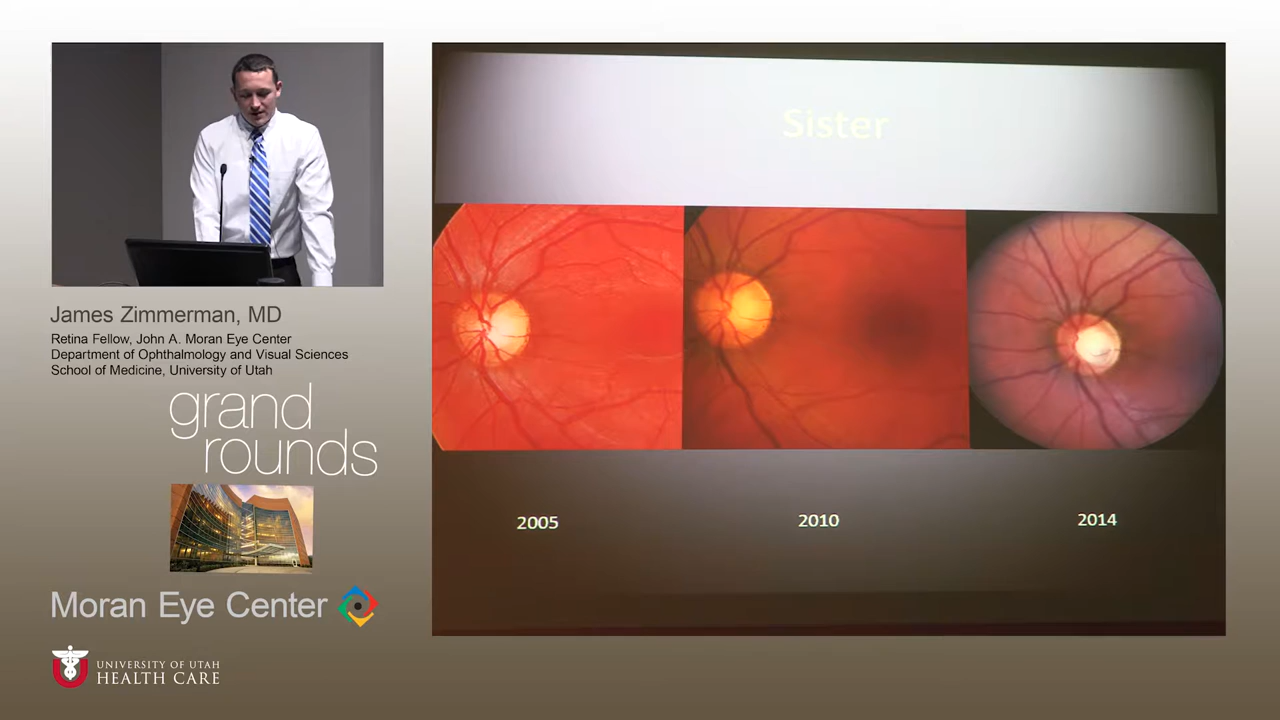 Sister
2005
2010
2014
James Zimmerman, MD
Retina Fellow, John A. Moran Eye Center
Department of Ophthalmology and Visual Sciences
School of Medicine, University of Utah
grand
rounds
Moran Eye Center
UNIVERSITY OF UTAH
HEALTH CARE